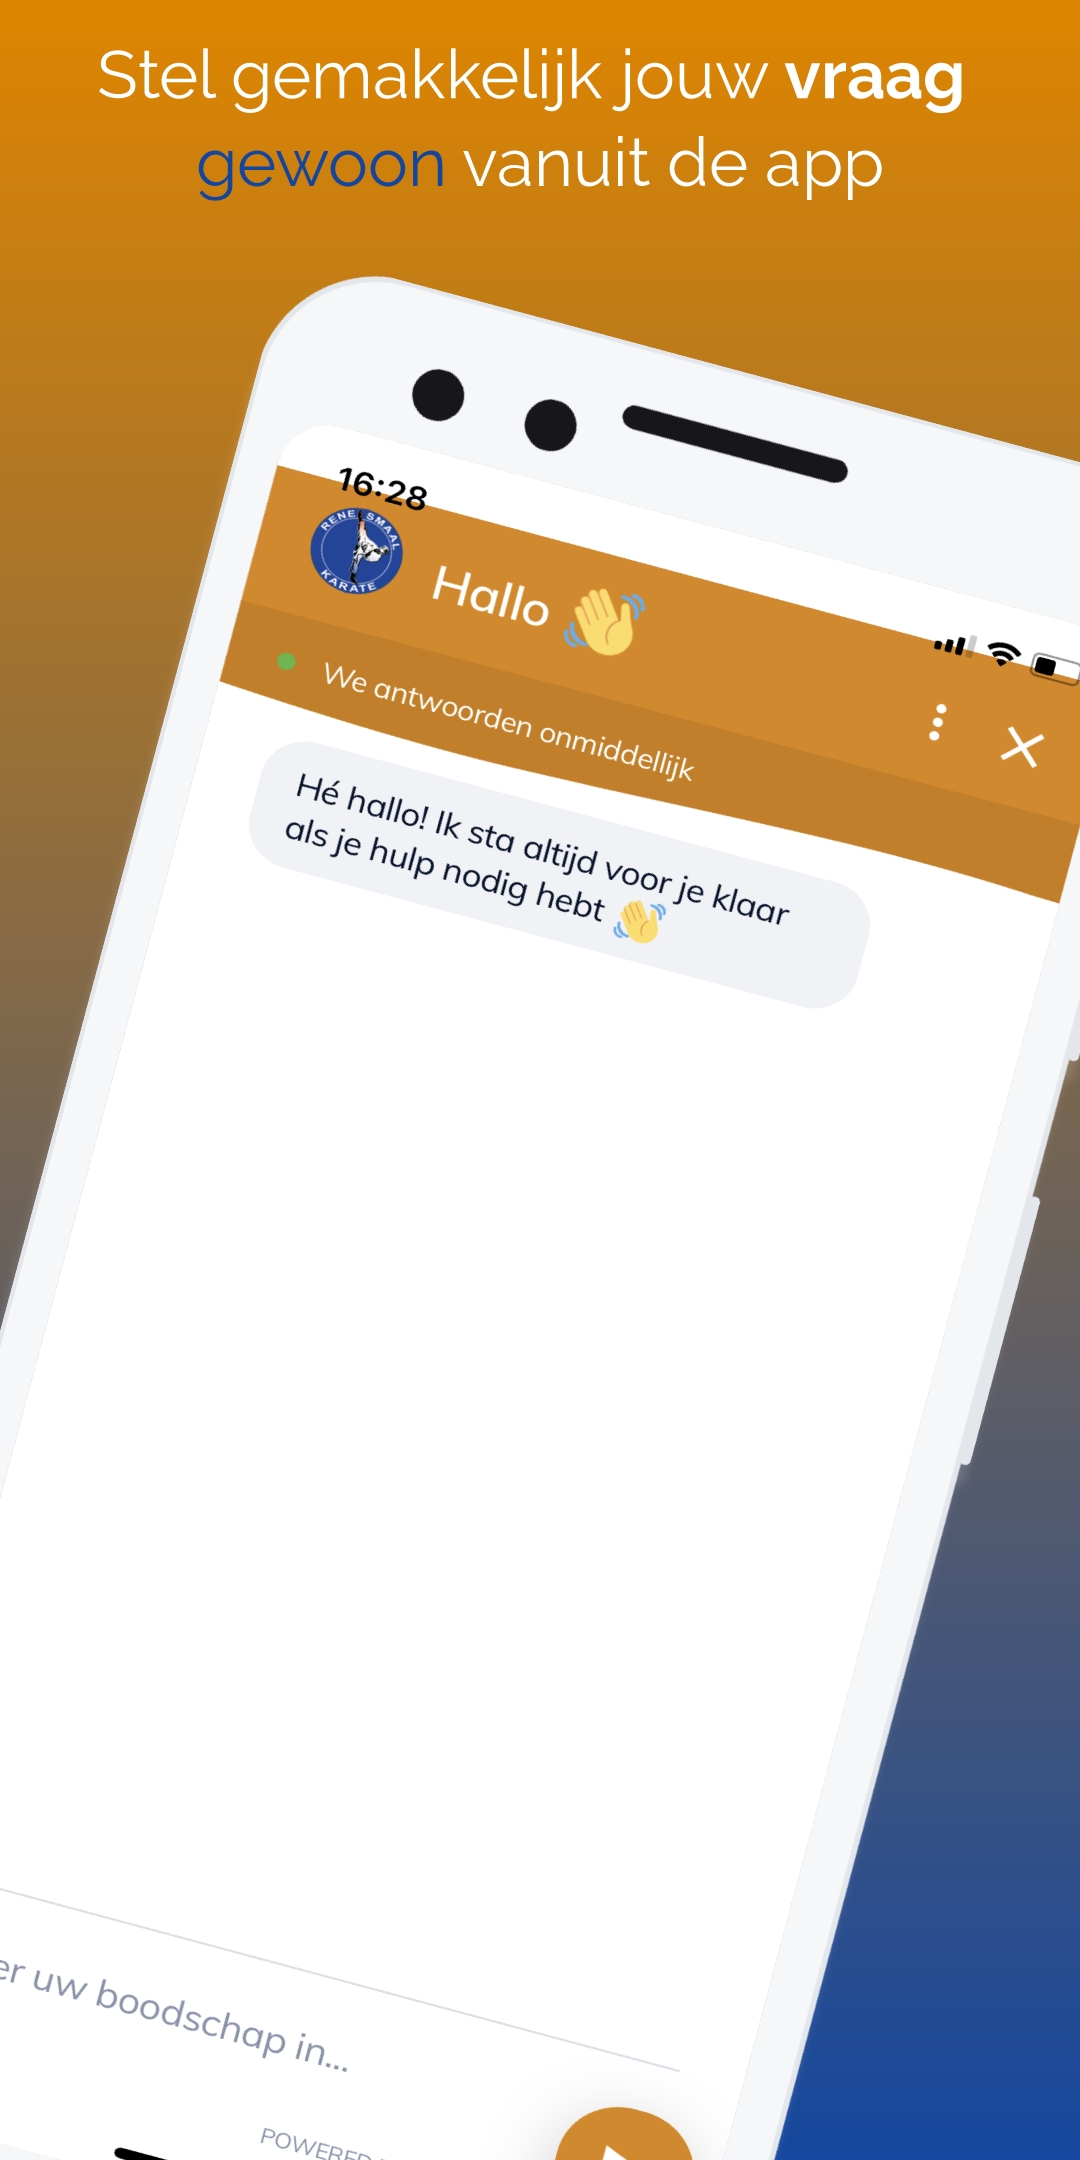 Stel gemakkelijk jouw vraag
gewoon vanuit de app
16:28
RENE SMAAL
KARATE
Hallo 👋
We antwoorden onmiddellijk
Hé hallo! Ik sta altijd voor je klaar
als je hulp nodig hebt 👋
uw boodschap in...
POWERED